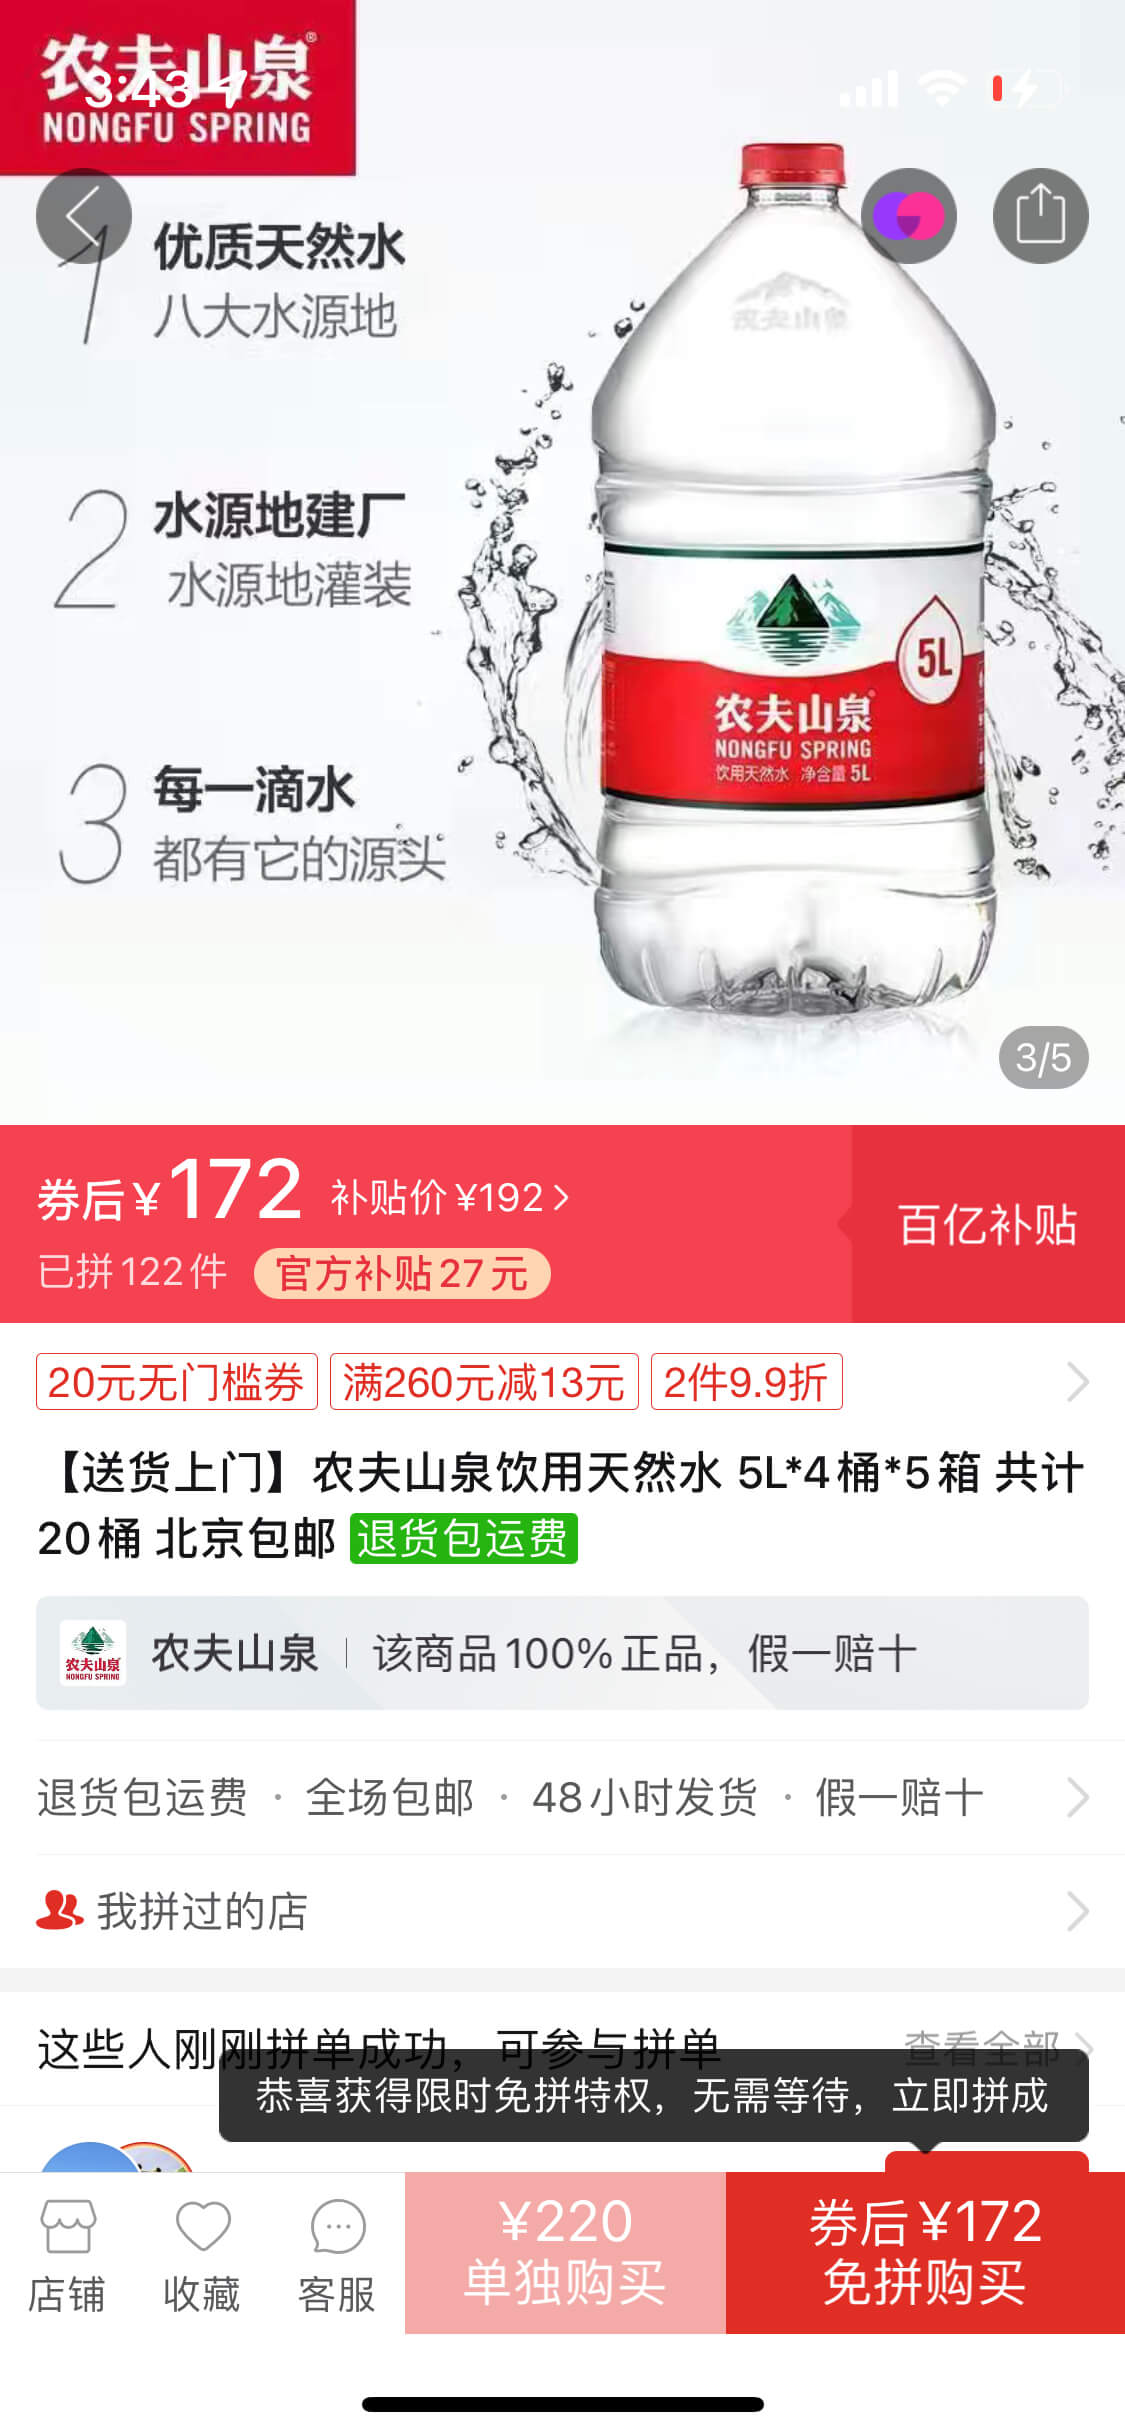 农夫山泉®
NONGFU SPRING
3:43
1 优质天然水
八大水源地
农夫山泉
2 水源地建厂
水源地灌装
5L
农夫山泉
NONGFU SPRING
饮用天然水 净含量 5L
3 每一滴水
都有它的源头
3/5
券后¥172 补贴价¥192
已拼122件 官方补贴27元
百亿补贴
20元无门槛券 满260元减13元 2件9.9折
【送货上门】农夫山泉饮用天然水 5L*4桶*5箱 共计
20桶 北京包邮 退货包运费
农夫山泉
NONGFU SPRING
农夫山泉 该商品100%正品，假一赔十
退货包运费 · 全场包邮 · 48小时发货 · 假一赔十
我拼过的店
这些人刚刚拼单成功，可参与拼单 查看全部
恭喜获得限时免拼特权，无需等待，立即拼成
店铺 收藏 客服
¥220
单独购买
券后¥172
免拼购买